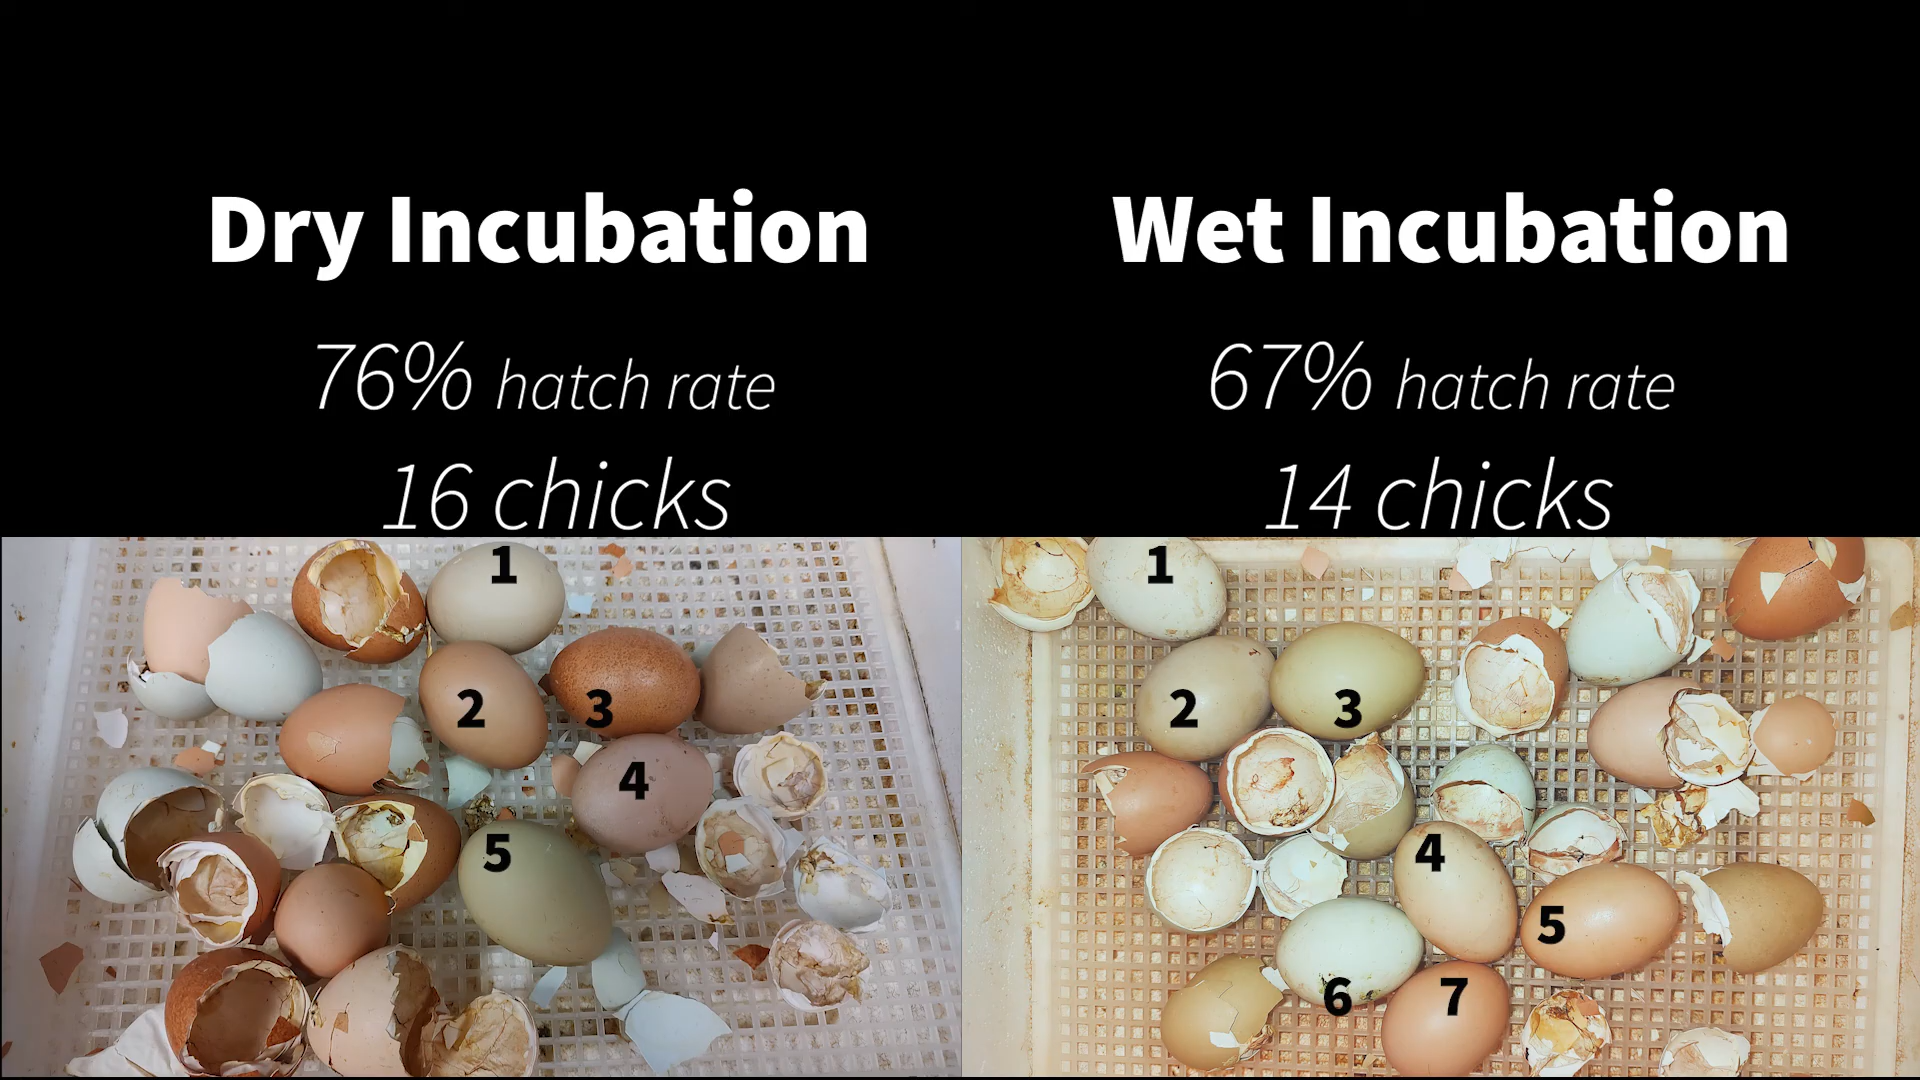 Dry Incubation
76% hatch rate
16 chicks
1
2
3
4
5
Wet Incubation
67% hatch rate
14 chicks
1
2
3
4
5
6
7